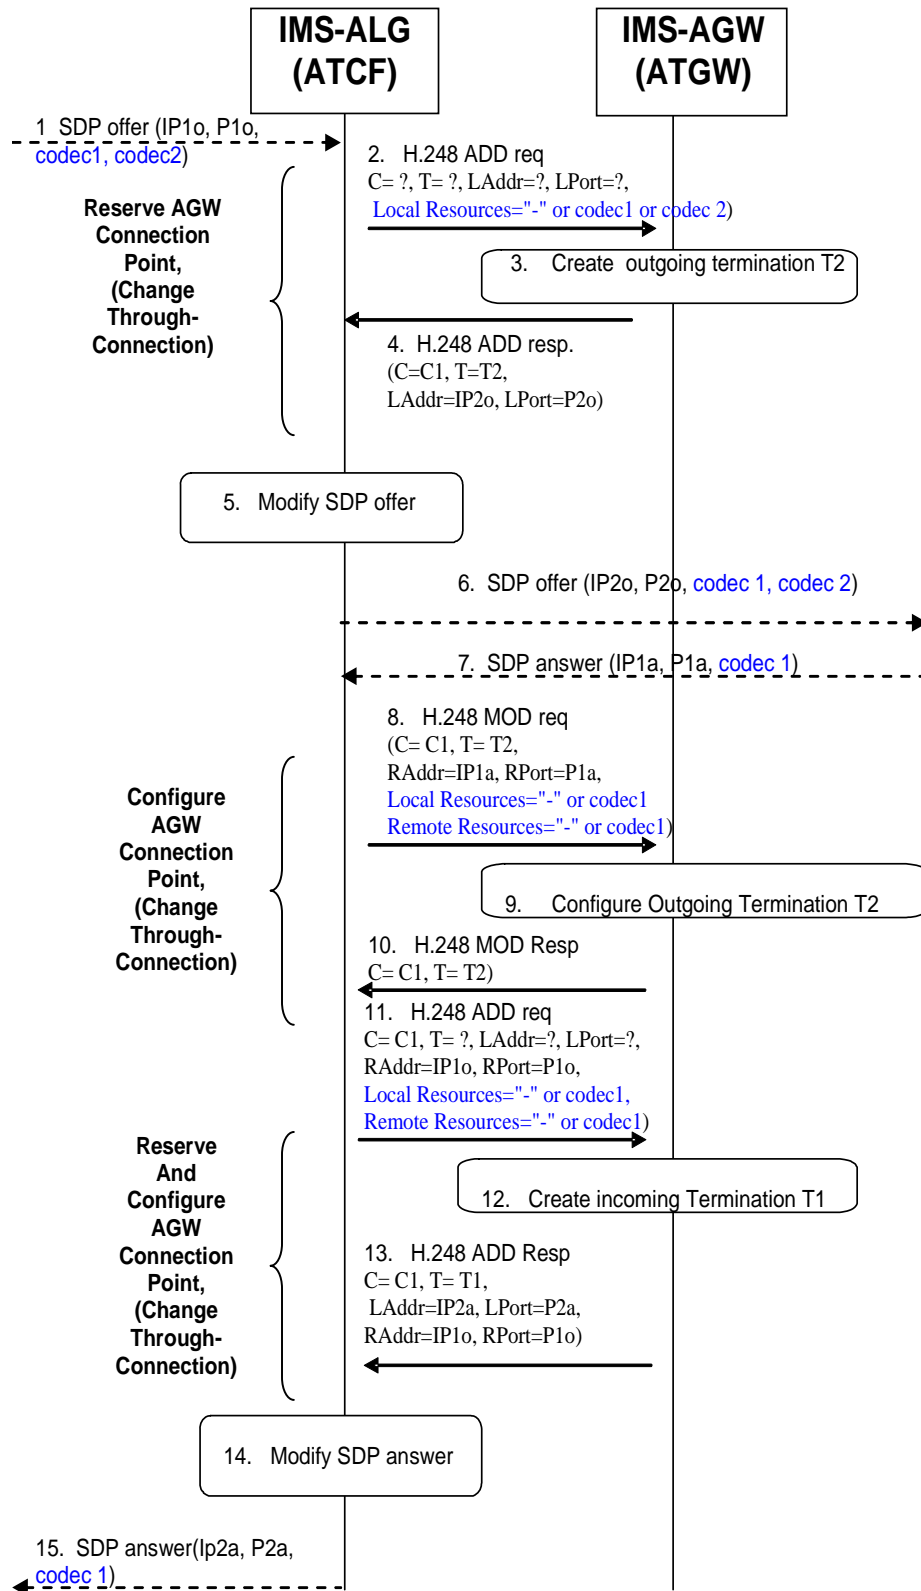 IMS-ALG
(ATCF)
IMS-AGW
(ATGW)
1 SDP offer (IP1o, P1o,
codec1, codec2)
2. H.248 ADD req
C= ?, T= ?, LAddr=?, LPort=?,
Local Resources="-" or codec1 or codec 2)
Reserve AGW
Connection
Point,
(Change
Through-
Connection)
3. Create outgoing termination T2
4. H.248 ADD resp.
(C=C1, T=T2,
LAddr=IP2o, LPort=P2o)
5. Modify SDP offer
6. SDP offer (IP2o, P2o, codec 1, codec 2)
7. SDP answer (IP1a, P1a, codec 1)
8. H.248 MOD req
(C= C1, T= T2,
RAddr=IP1a, RPort=P1a,
Local Resources="-" or codec1
Remote Resources="-" or codec1)
Configure
AGW
Connection
Point,
(Change
Through-
Connection)
9. Configure Outgoing Termination T2
10. H.248 MOD Resp
C= C1, T= T2)
11. H.248 ADD req
C= C1, T= ?, LAddr=?, LPort=?,
RAddr=IP1o, RPort=P1o,
Local Resources="-" or codec1,
Remote Resources="-" or codec1)
Reserve
And
Configure
AGW
Connection
Point,
(Change
Through-
Connection)
12. Create incoming Termination T1
13. H.248 ADD Resp
C= C1, T= T1,
LAddr=IP2a, LPort=P2a,
RAddr=IP1o, RPort=P1o)
14. Modify SDP answer
15. SDP answer(Ip2a, P2a,
codec 1)